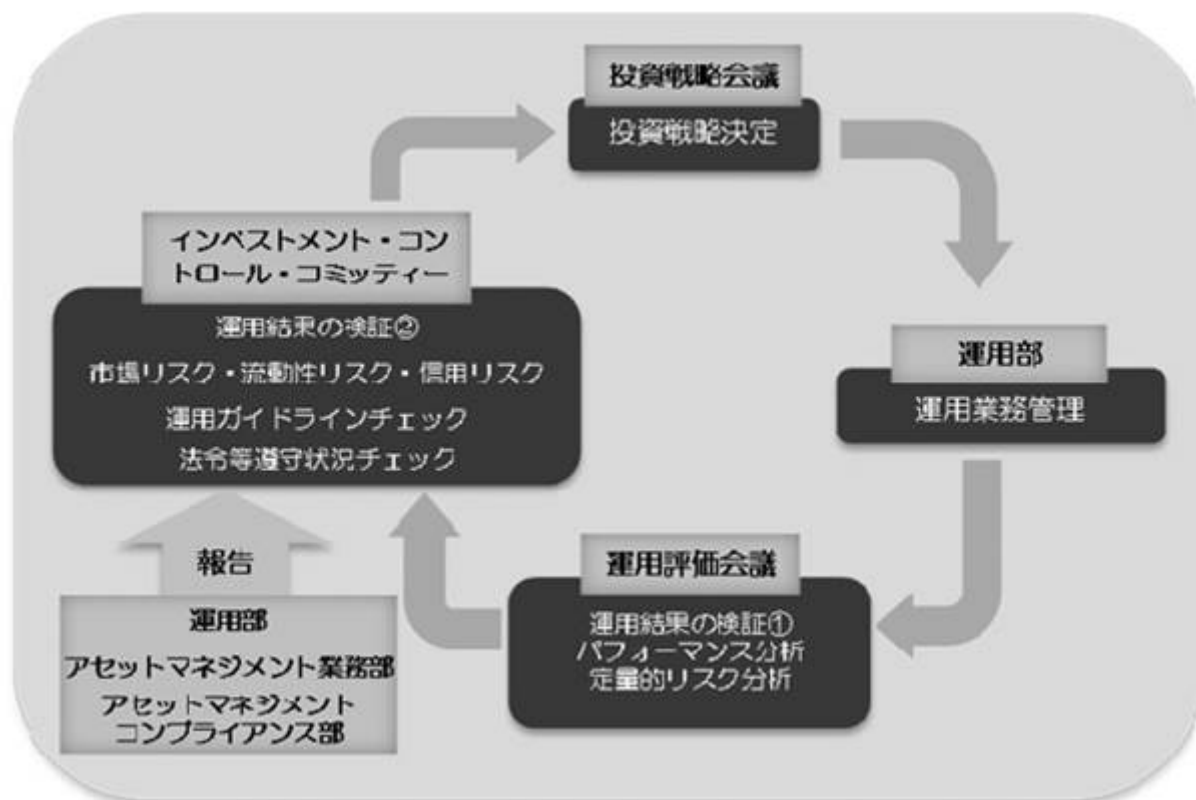 投資戦略会議
投資戦略決定
運用部
運用業務管理
運用評価会議
運用結果の検証①
パフォーマンス分析
定量的リスク分析
インベストメント・コン
トロール・コミッティー
運用結果の検証②
市場リスク・流動性リスク・信用リスク
運用ガイドラインチェック
法令等遵守状況チェック
報告
運用部
アセットマネジメント業務部
アセットマネジメント
コンプライアンス部